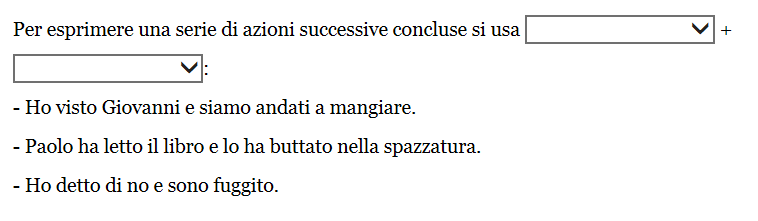 Per esprimere una serie di azioni successive concluse si usa +
:
- Ho visto Giovanni e siamo andati a mangiare.
- Paolo ha letto il libro e lo ha buttato nella spazzatura.
- Ho detto di no e sono fuggito.